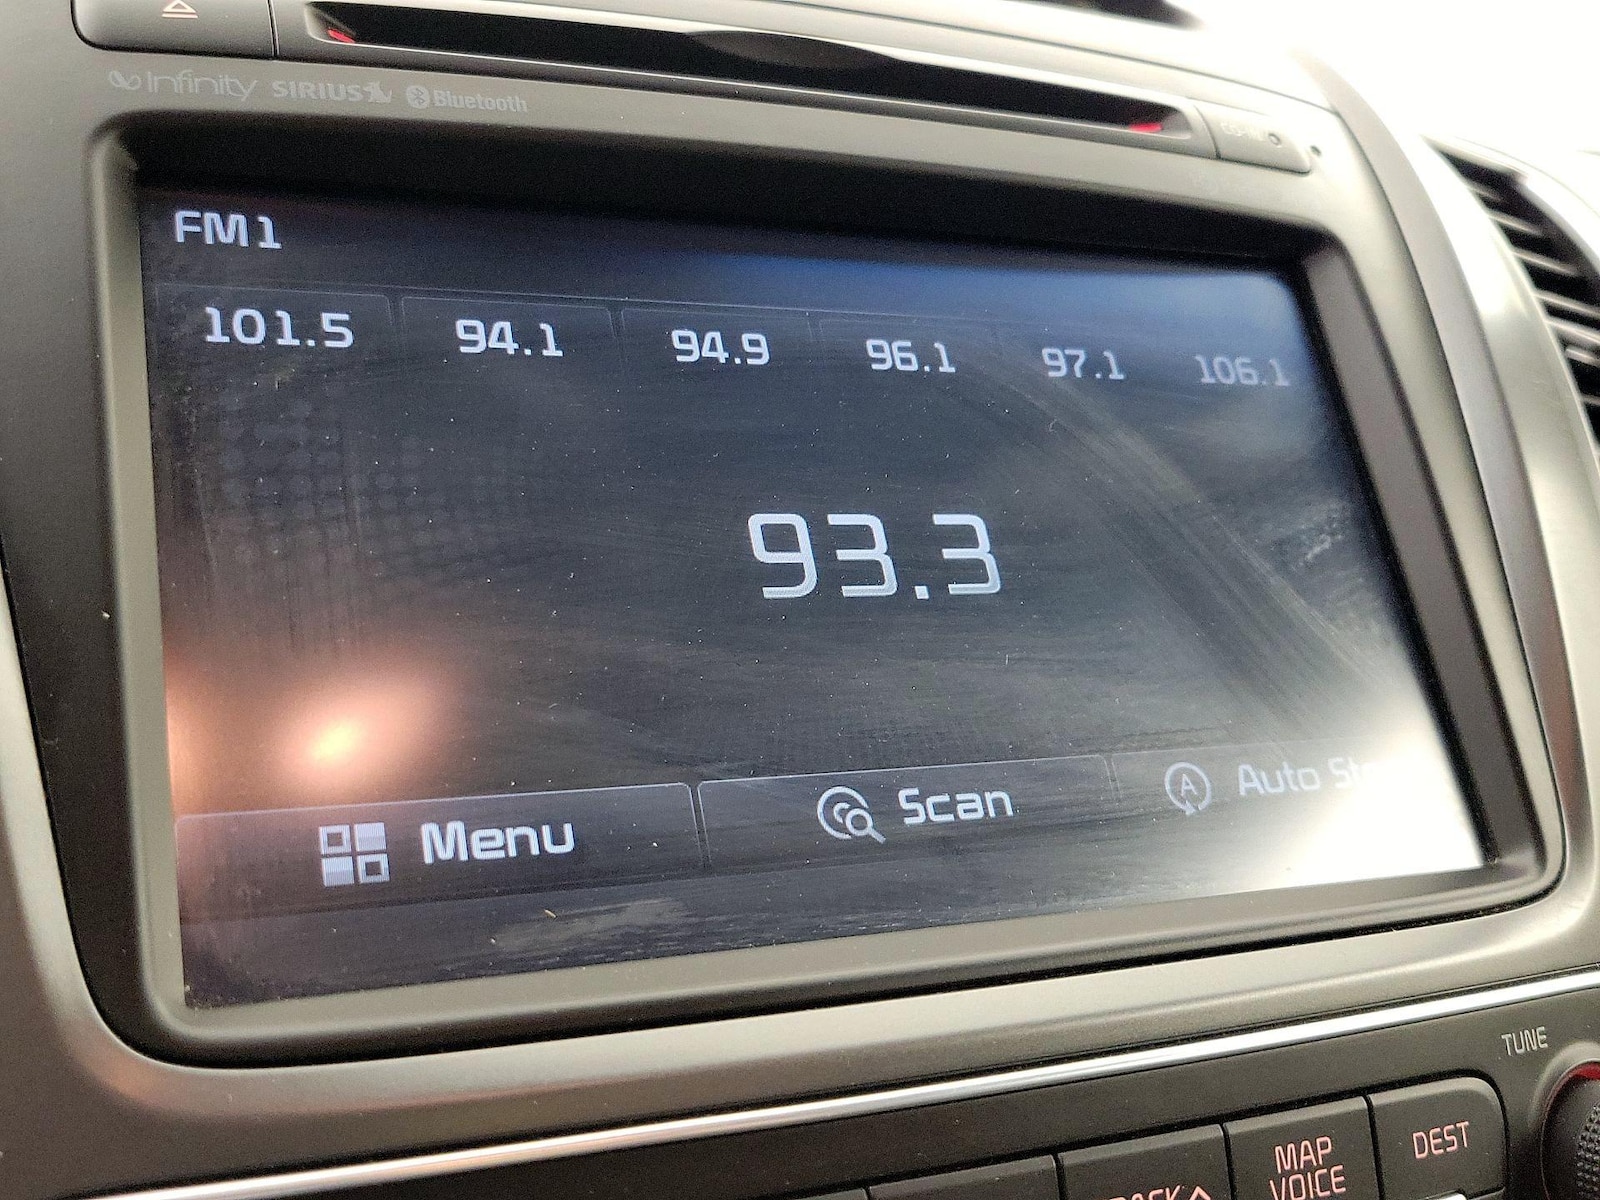 Infinity SIRIUS Bluetooth
FM1
101.5 94.1 94.9 96.1 97.1 106.1
93.3
Menu Scan Auto
TUNE
MAP
VOICE
DEST